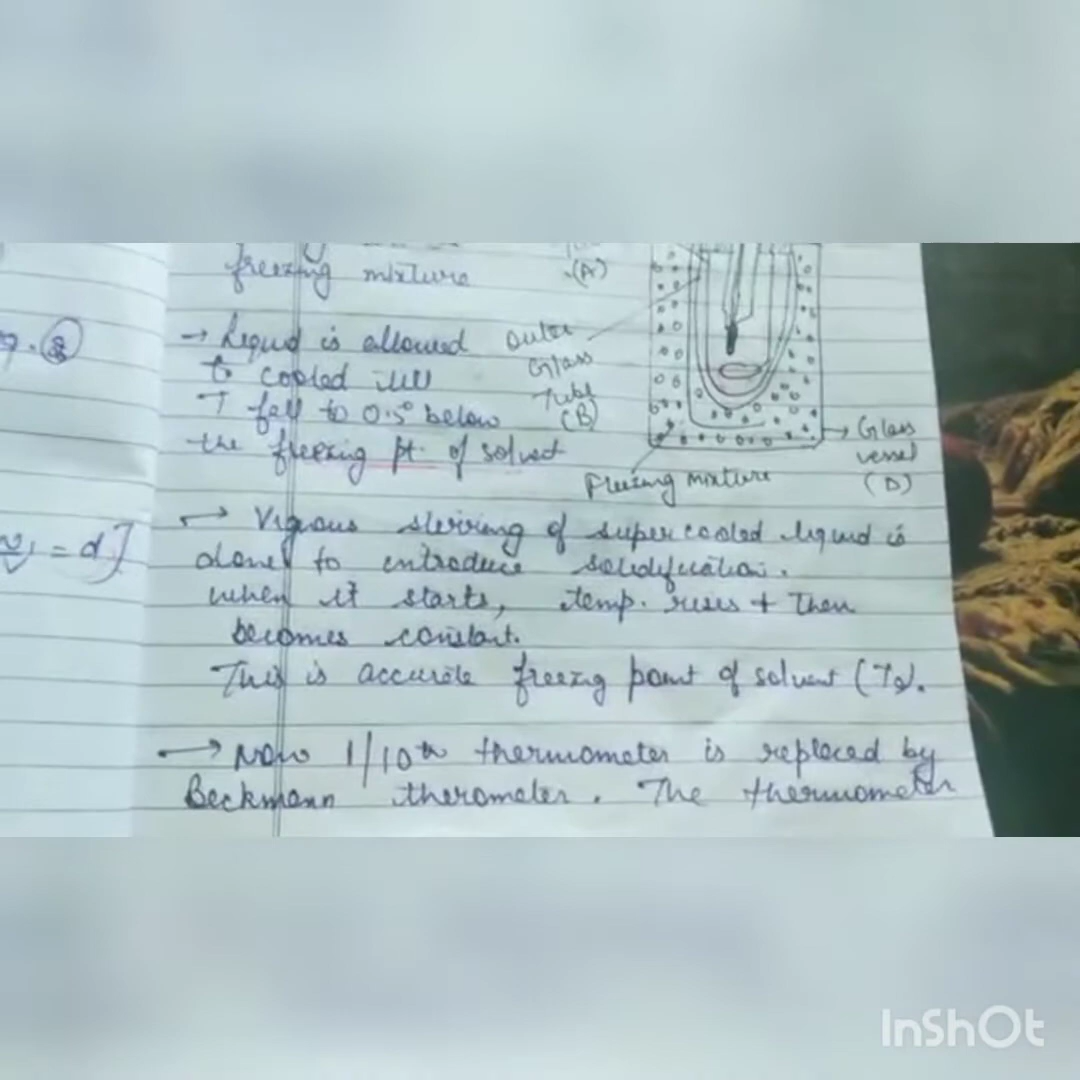 freezing mixture
(A)
→ Liquid is allowed
to cooled till
T fall to 0.5° below
the freezing pt. of solvent
Outer
Glass
Tube
(B)
→ Glass
vessel
(D)
Freezing mixture
= d]
→ Vigrous stirring of supercooled liquid is
done to introduce solidification.
when it starts, temp. rises + then
becomes constant.
This is accurate freezing point of solvent
→ Now 1/10th thermometer is replaced by
Beckmann therometer. The thermometer
InShOt